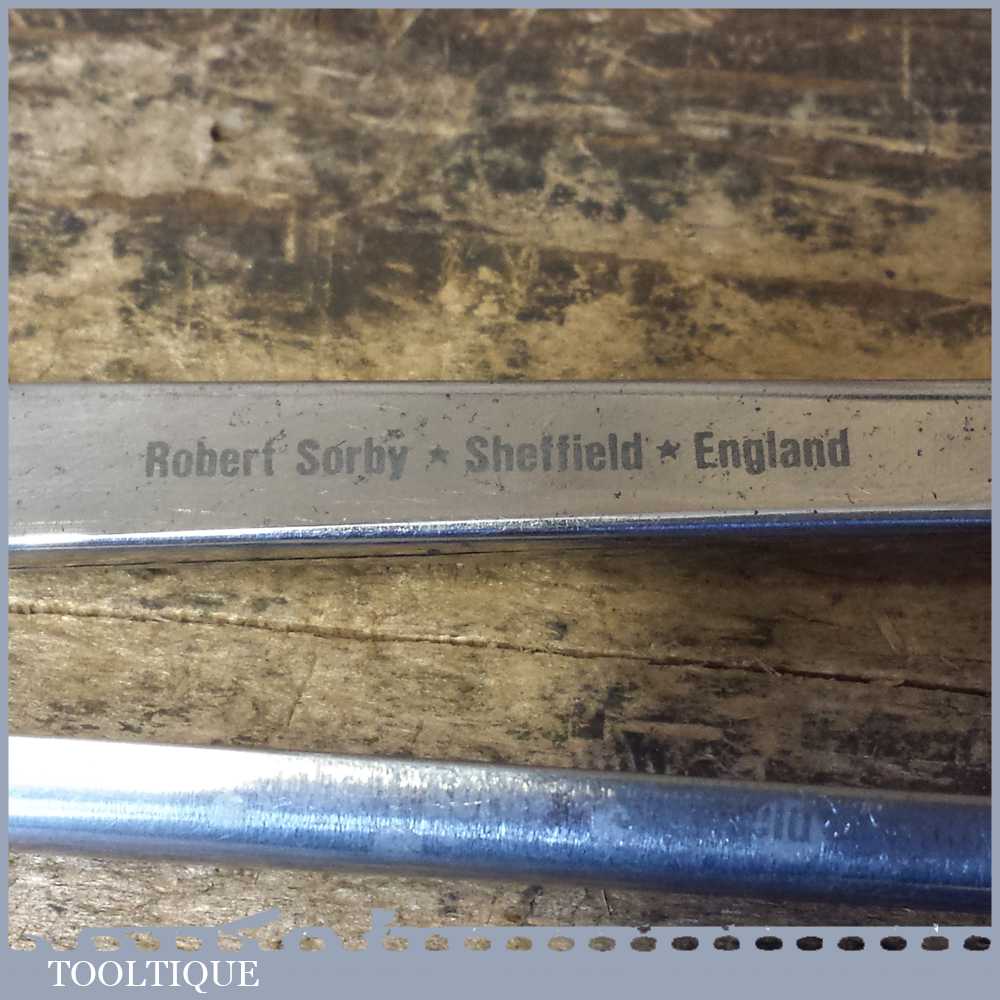 Robert Sorby ★ Sheffield ★ England
TOOLTIQUE